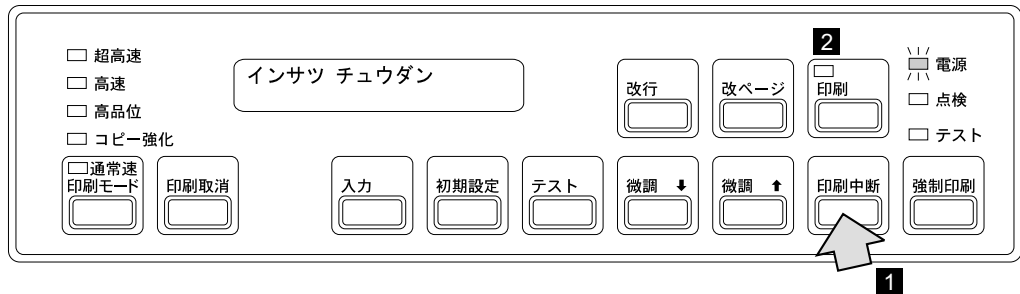 超高速
高速
高品位
コピー強化
通常速
印刷モード
印刷取消
インサツ チュウダン
入力
初期設定
テスト
改行
改ページ
2
印刷
微調 ⬇
微調 ⬆
印刷中断
強制印刷
電源
点検
テスト
1